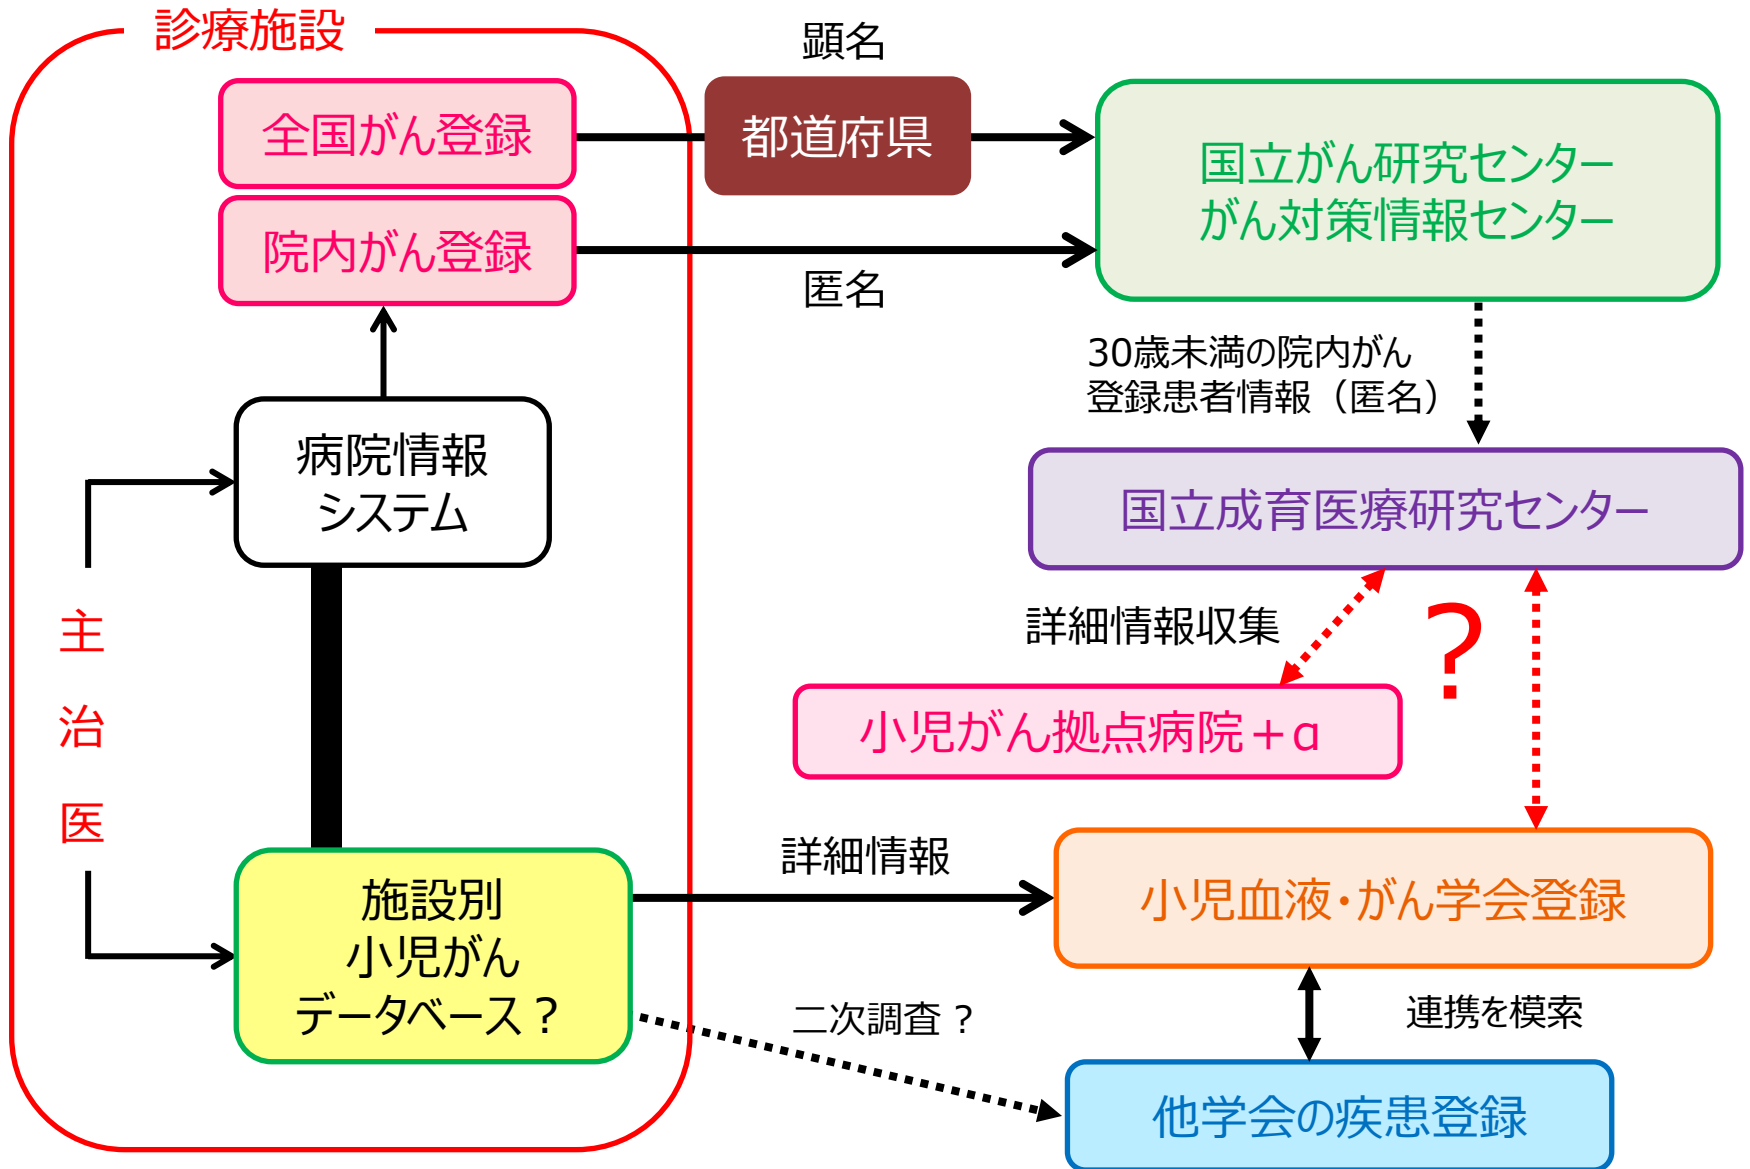 診療施設
顕名
全国がん登録
都道府県
国立がん研究センター
がん対策情報センター
院内がん登録
匿名
30歳未満の院内がん
登録患者情報（匿名）
病院情報
システム
国立成育医療研究センター
主
治
医
詳細情報収集
？
小児がん拠点病院＋α
詳細情報
施設別
小児がん
データベース？
小児血液・がん学会登録
二次調査？
連携を模索
他学会の疾患登録